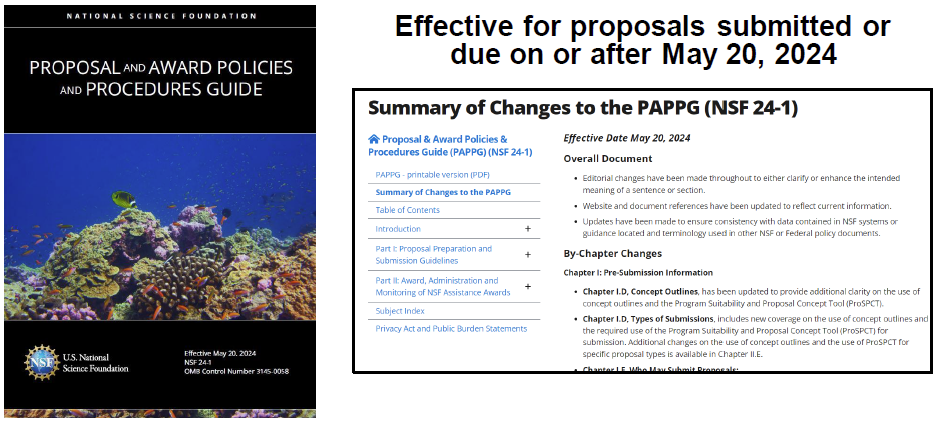 NATIONAL SCIENCE FOUNDATION
PROPOSAL AND AWARD POLICIES
AND PROCEDURES GUIDE
NSF
U.S. National
Science Foundation
Effective May 20, 2024
NSF 24-1
OMB Control Number 3145-0058
Effective for proposals submitted or
due on or after May 20, 2024
Summary of Changes to the PAPPG (NSF 24-1)
Proposal & Award Policies &
Procedures Guide (PAPPG) (NSF 24-1)
PAPPG - printable version (PDF)
Summary of Changes to the PAPPG
Table of Contents
Introduction +
Part I: Proposal Preparation and
Submission Guidelines +
Part II: Award, Administration and
Monitoring of NSF Assistance Awards +
Subject Index
Privacy Act and Public Burden Statements
Effective Date May 20, 2024
Overall Document
• Editorial changes have been made throughout to either clarify or enhance the intended
meaning of a sentence or section.
• Website and document references have been updated to reflect current information.
• Updates have been made to ensure consistency with data contained in NSF systems or
guidance located and terminology used in other NSF or Federal policy documents.
By-Chapter Changes
Chapter I: Pre-Submission Information
• Chapter I.D, Concept Outlines, has been updated to provide additional clarity on the use of
concept outlines and the Program Suitability and Proposal Concept Tool (ProSPCT).
• Chapter I.D, Types of Submissions, includes new coverage on the use of concept outlines and
the required use of the Program Suitability and Proposal Concept Tool (ProSPCT) for
submission. Additional changes on the use of concept outlines and the use of ProSPCT for
specific proposal types is available in Chapter II.E.
• Chapter I.E, Who May Submit Proposals: